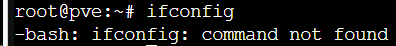 root@pve:~# ifconfig
-bash: ifconfig: command not found